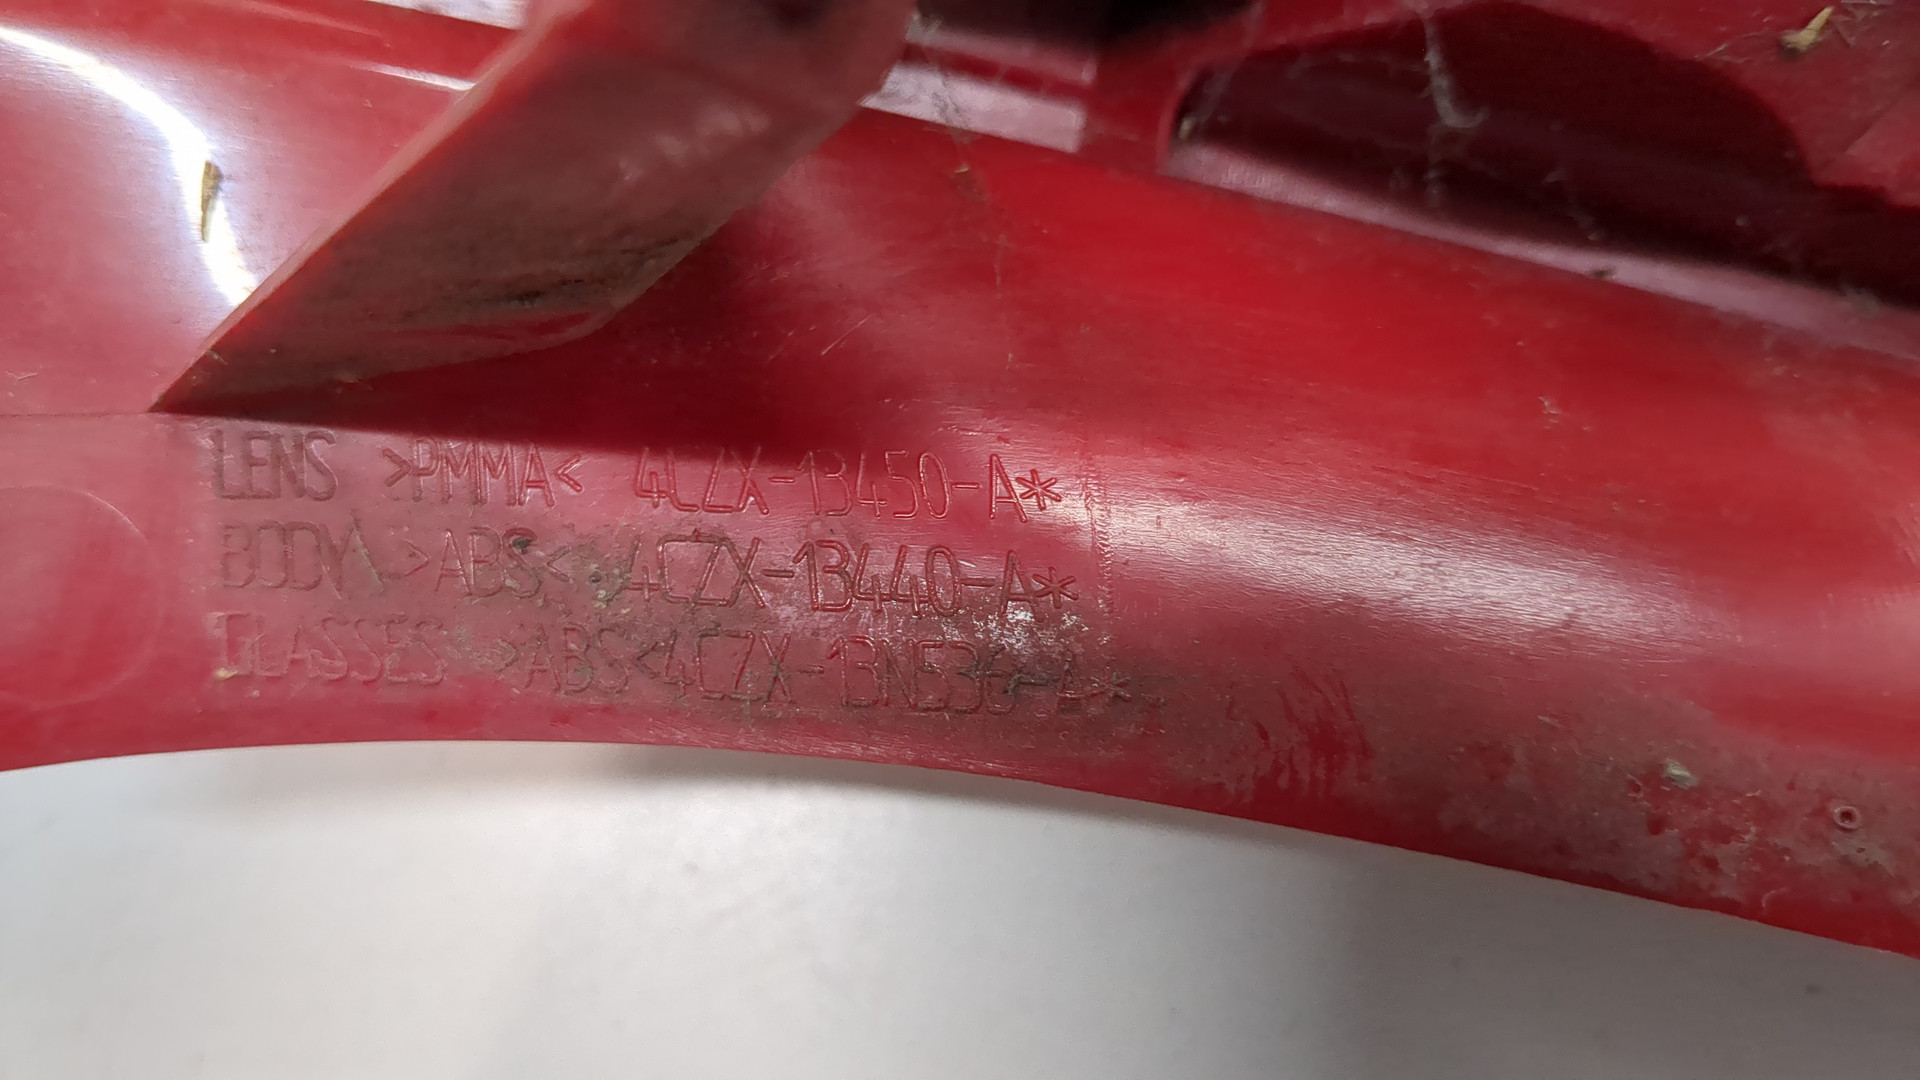 LENS >PMMA< 4CZX-13450-A*
BODY >ABS< 4CZX-13440-A*
GLASSES >ABS<4CZX-13N536-A*